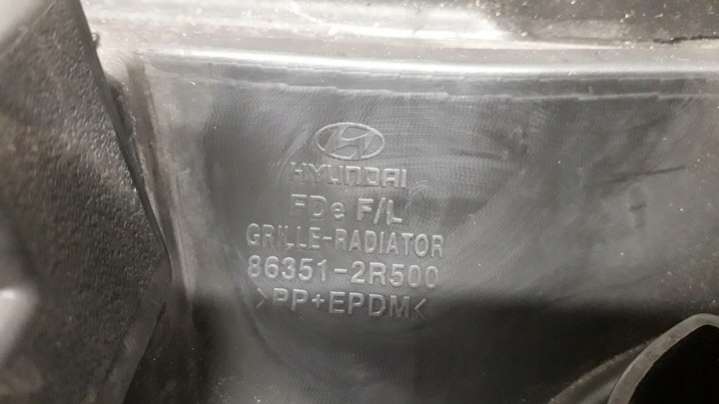 HYUNDAI
FDe F/L
GRILLE-RADIATOR
86351-2R500
>PP+EPDM<